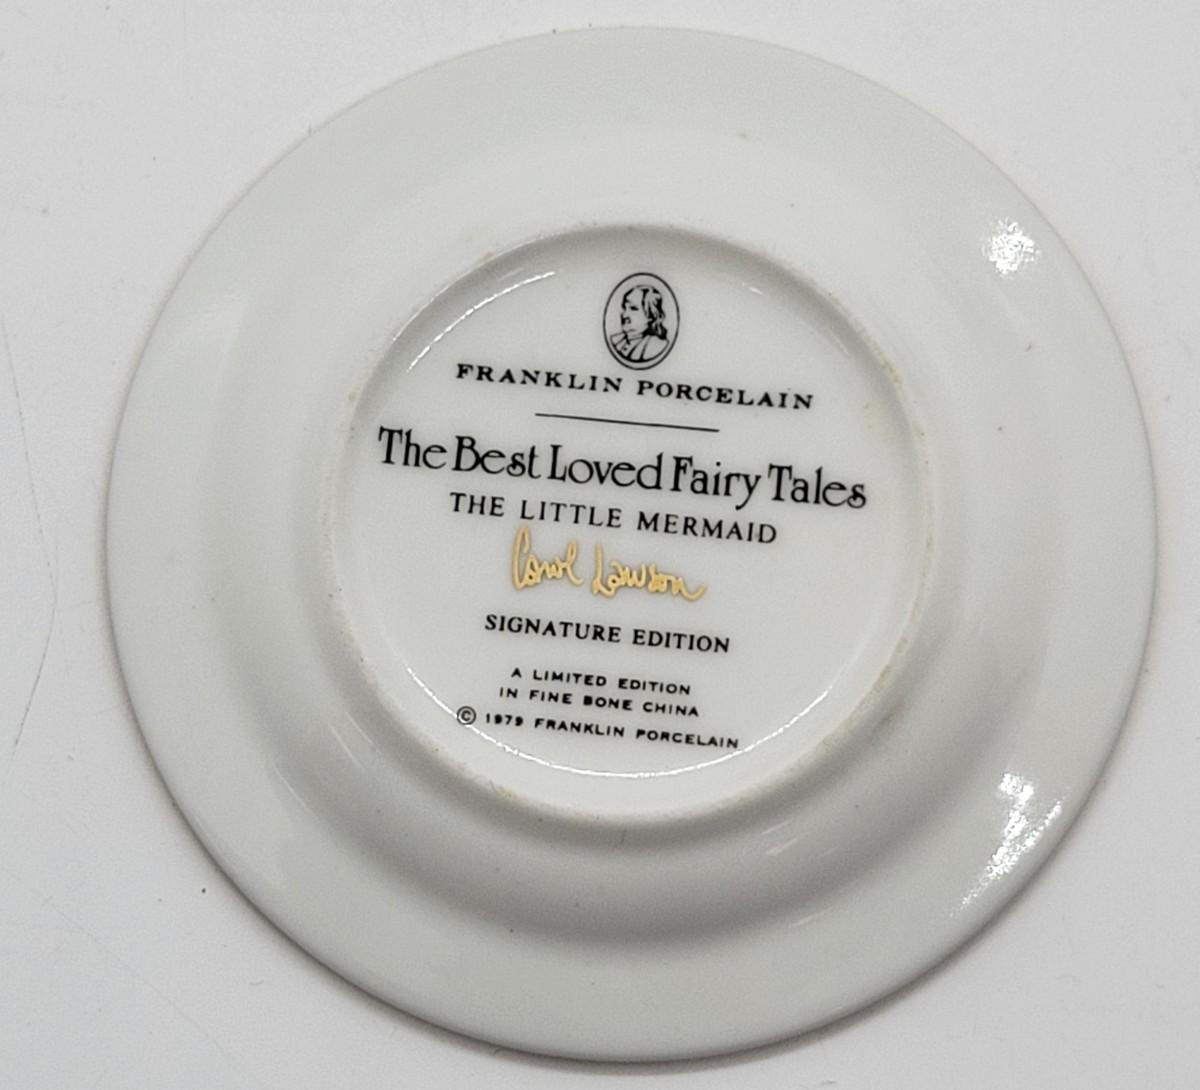 FRANKLIN PORCELAIN
The Best Loved Fairy Tales
THE LITTLE MERMAID
Carol Lawson
SIGNATURE EDITION
A LIMITED EDITION
IN FINE BONE CHINA
© 1979 FRANKLIN PORCELAIN